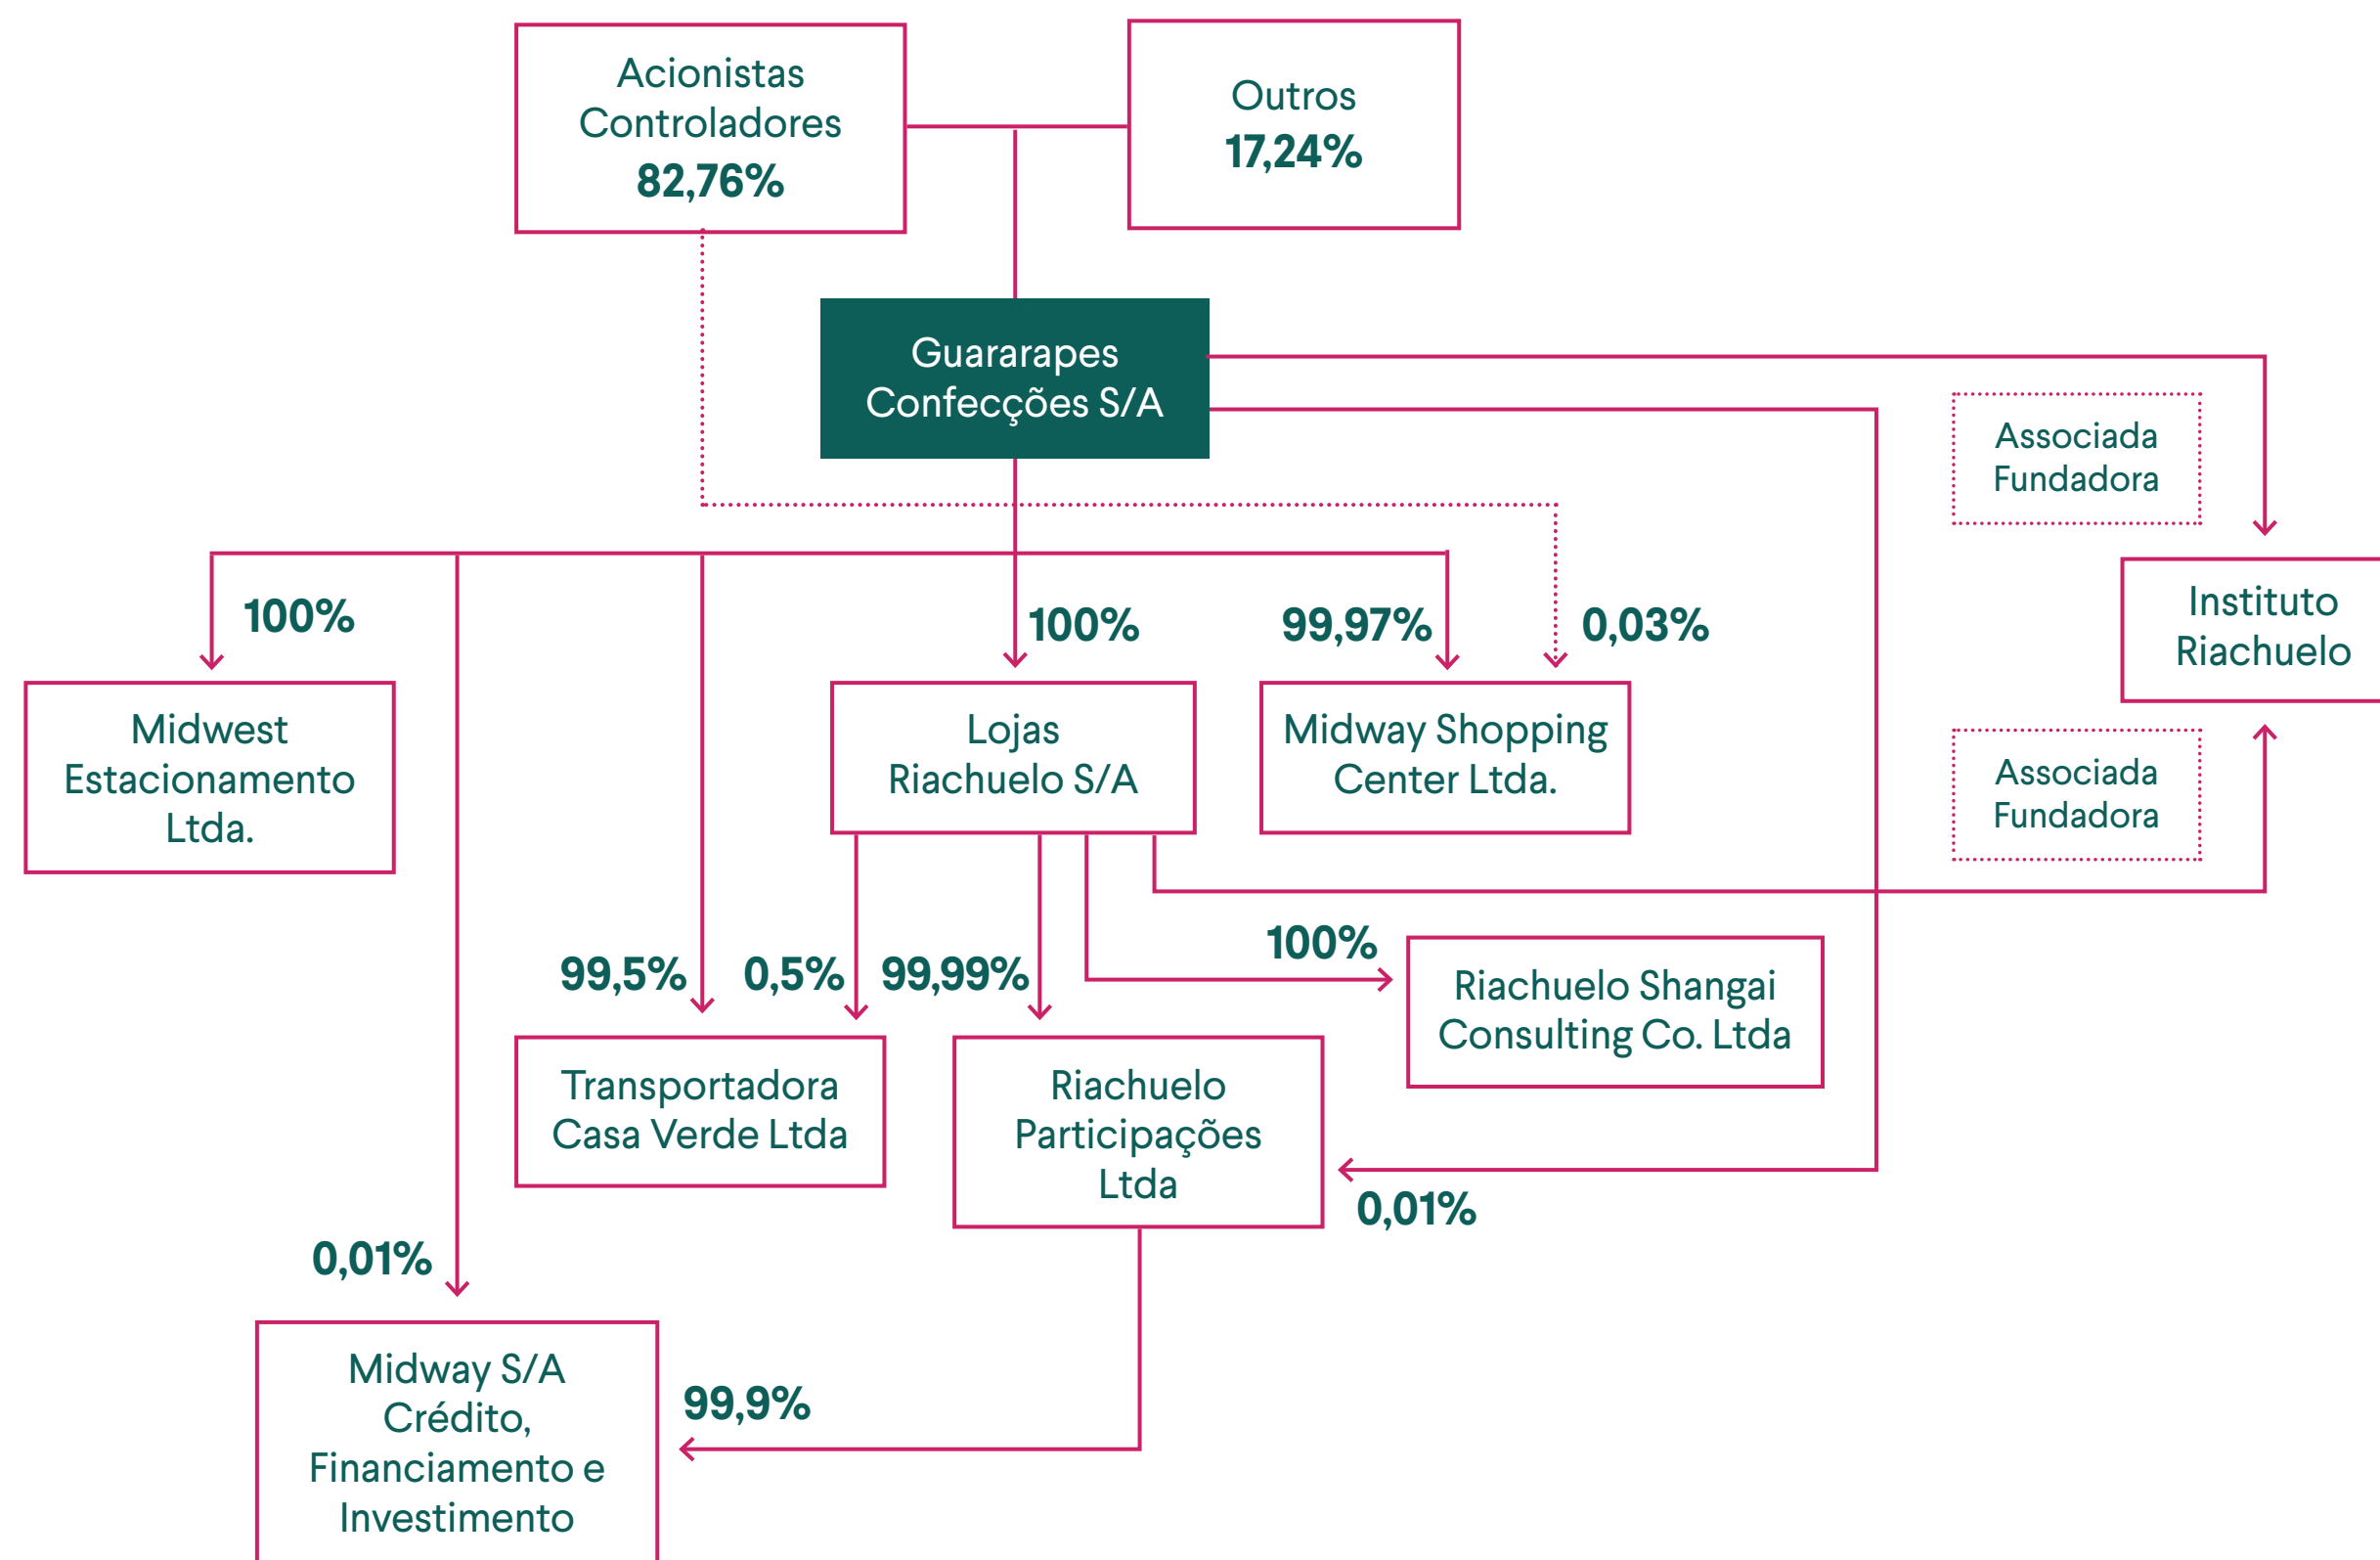 Acionistas
Controladores
82,76%
Outros
17,24%
Guararapes
Confecções S/A
Associada
Fundadora
100%
100%
99,97%
0,03%
Instituto
Riachuelo
Midwest
Estacionamento
Ltda.
Lojas
Riachuelo S/A
Midway Shopping
Center Ltda.
Associada
Fundadora
99,5%
0,5%
99,99%
100%
Riachuelo Shangai
Consulting Co. Ltda
Transportadora
Casa Verde Ltda
Riachuelo
Participações
Ltda
0,01%
0,01%
Midway S/A
Crédito,
Financiamento e
Investimento
99,9%